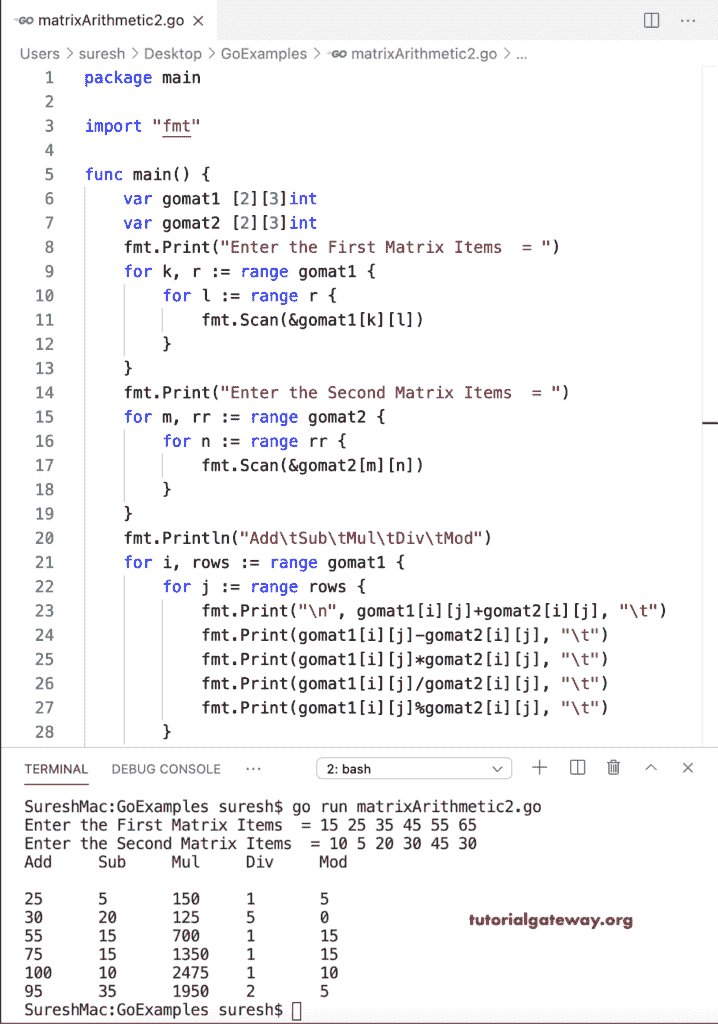 GO matrixArithmetic2.go ×
Users > suresh > Desktop > GoExamples > GO matrixArithmetic2.go > ...
1 package main
2
3 import "fmt"
4
5 func main() {
6     var gomat1 [2][3]int
7     var gomat2 [2][3]int
8     fmt.Print("Enter the First Matrix Items  = ")
9     for k, r := range gomat1 {
10         for l := range r {
11             fmt.Scan(&gomat1[k][l])
12         }
13     }
14     fmt.Print("Enter the Second Matrix Items  = ")
15     for m, rr := range gomat2 {
16         for n := range rr {
17             fmt.Scan(&gomat2[m][n])
18         }
19     }
20     fmt.Println("Add\tSub\tMul\tDiv\tMod")
21     for i, rows := range gomat1 {
22         for j := range rows {
23             fmt.Print("\n", gomat1[i][j]+gomat2[i][j], "\t")
24             fmt.Print(gomat1[i][j]-gomat2[i][j], "\t")
25             fmt.Print(gomat1[i][j]*gomat2[i][j], "\t")
26             fmt.Print(gomat1[i][j]/gomat2[i][j], "\t")
27             fmt.Print(gomat1[i][j]%gomat2[i][j], "\t")
28         }
TERMINAL DEBUG CONSOLE ... 2: bash
SureshMac:GoExamples suresh$ go run matrixArithmetic2.go
Enter the First Matrix Items  = 15 25 35 45 55 65
Enter the Second Matrix Items  = 10 5 20 30 45 30
Add Sub Mul Div Mod
25 5 150 1 5
30 20 125 5 0
55 15 700 1 15
75 15 1350 1 15
100 10 2475 1 10
95 35 1950 2 5
SureshMac:GoExamples suresh$
tutorialgateway.org